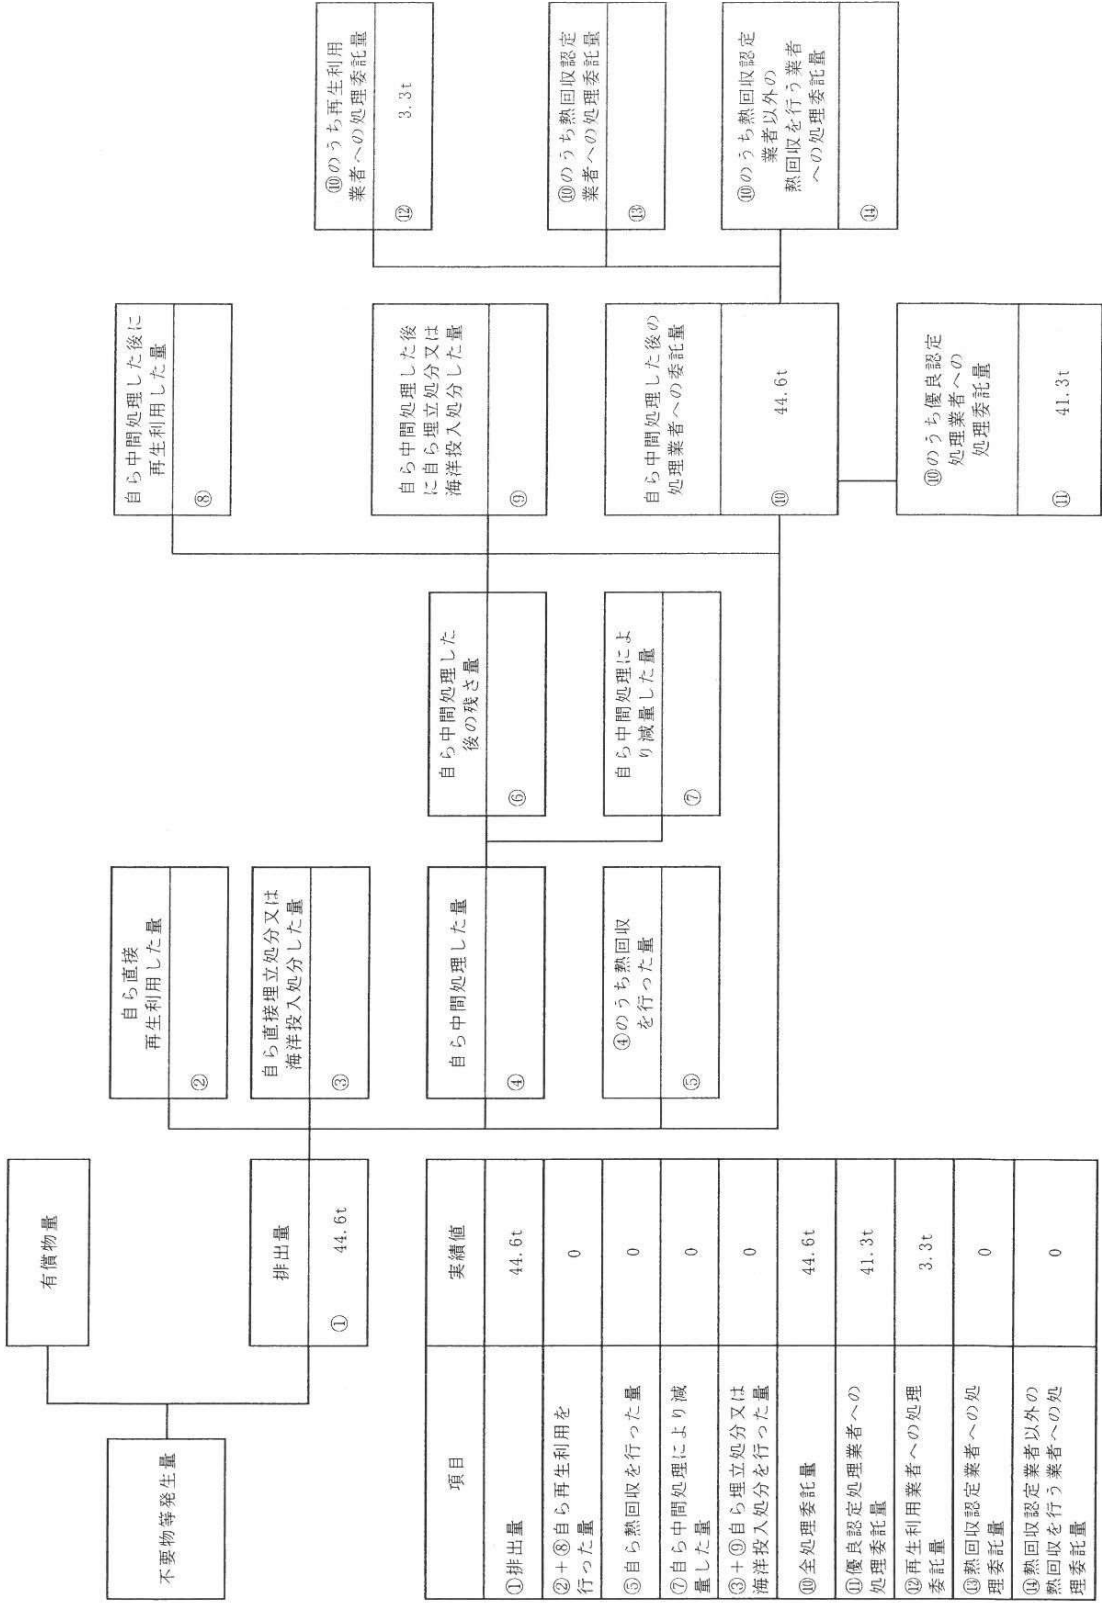 不要物等発生量
有償物量
排出量
①
44.6t
自ら直接
再生利用した量
②
自ら直接埋立処分又は
海洋投入処分した量
③
自ら中間処理した量
④
④のうち熱回収
を行った量
⑤
自ら中間処理した
後の残さ量
⑥
自ら中間処理によ
り減量した量
⑦
自ら中間処理した後に
再生利用した量
⑧
自ら中間処理した後
に自ら埋立処分又は
海洋投入処分した量
⑨
自ら中間処理した後の
処理業者への委託量
⑩
44.6t
⑩のうち優良認定
処理業者への
処理委託量
⑪
41.3t
⑩のうち再生利用
業者への処理委託量
⑫
3.3t
⑩のうち熱回収認定
業者への処理委託量
⑬
⑩のうち熱回収認定
業者以外の
熱回収を行う業者
への処理委託量
⑭
項目
実績値
①排出量
44.6t
②+⑧自ら再生利用を
行った量
0
⑤自ら熱回収を行った量
0
⑦自ら中間処理により減
量した量
0
③+⑨自ら埋立処分又は
海洋投入処分を行った量
0
⑩全処理委託量
44.6t
⑪優良認定処理業者への
処理委託量
41.3t
⑫再生利用業者への処理
委託量
3.3t
⑬熱回収認定業者への処
理委託量
0
⑭熱回収認定業者以外の
熱回収を行う業者への処
理委託量
0